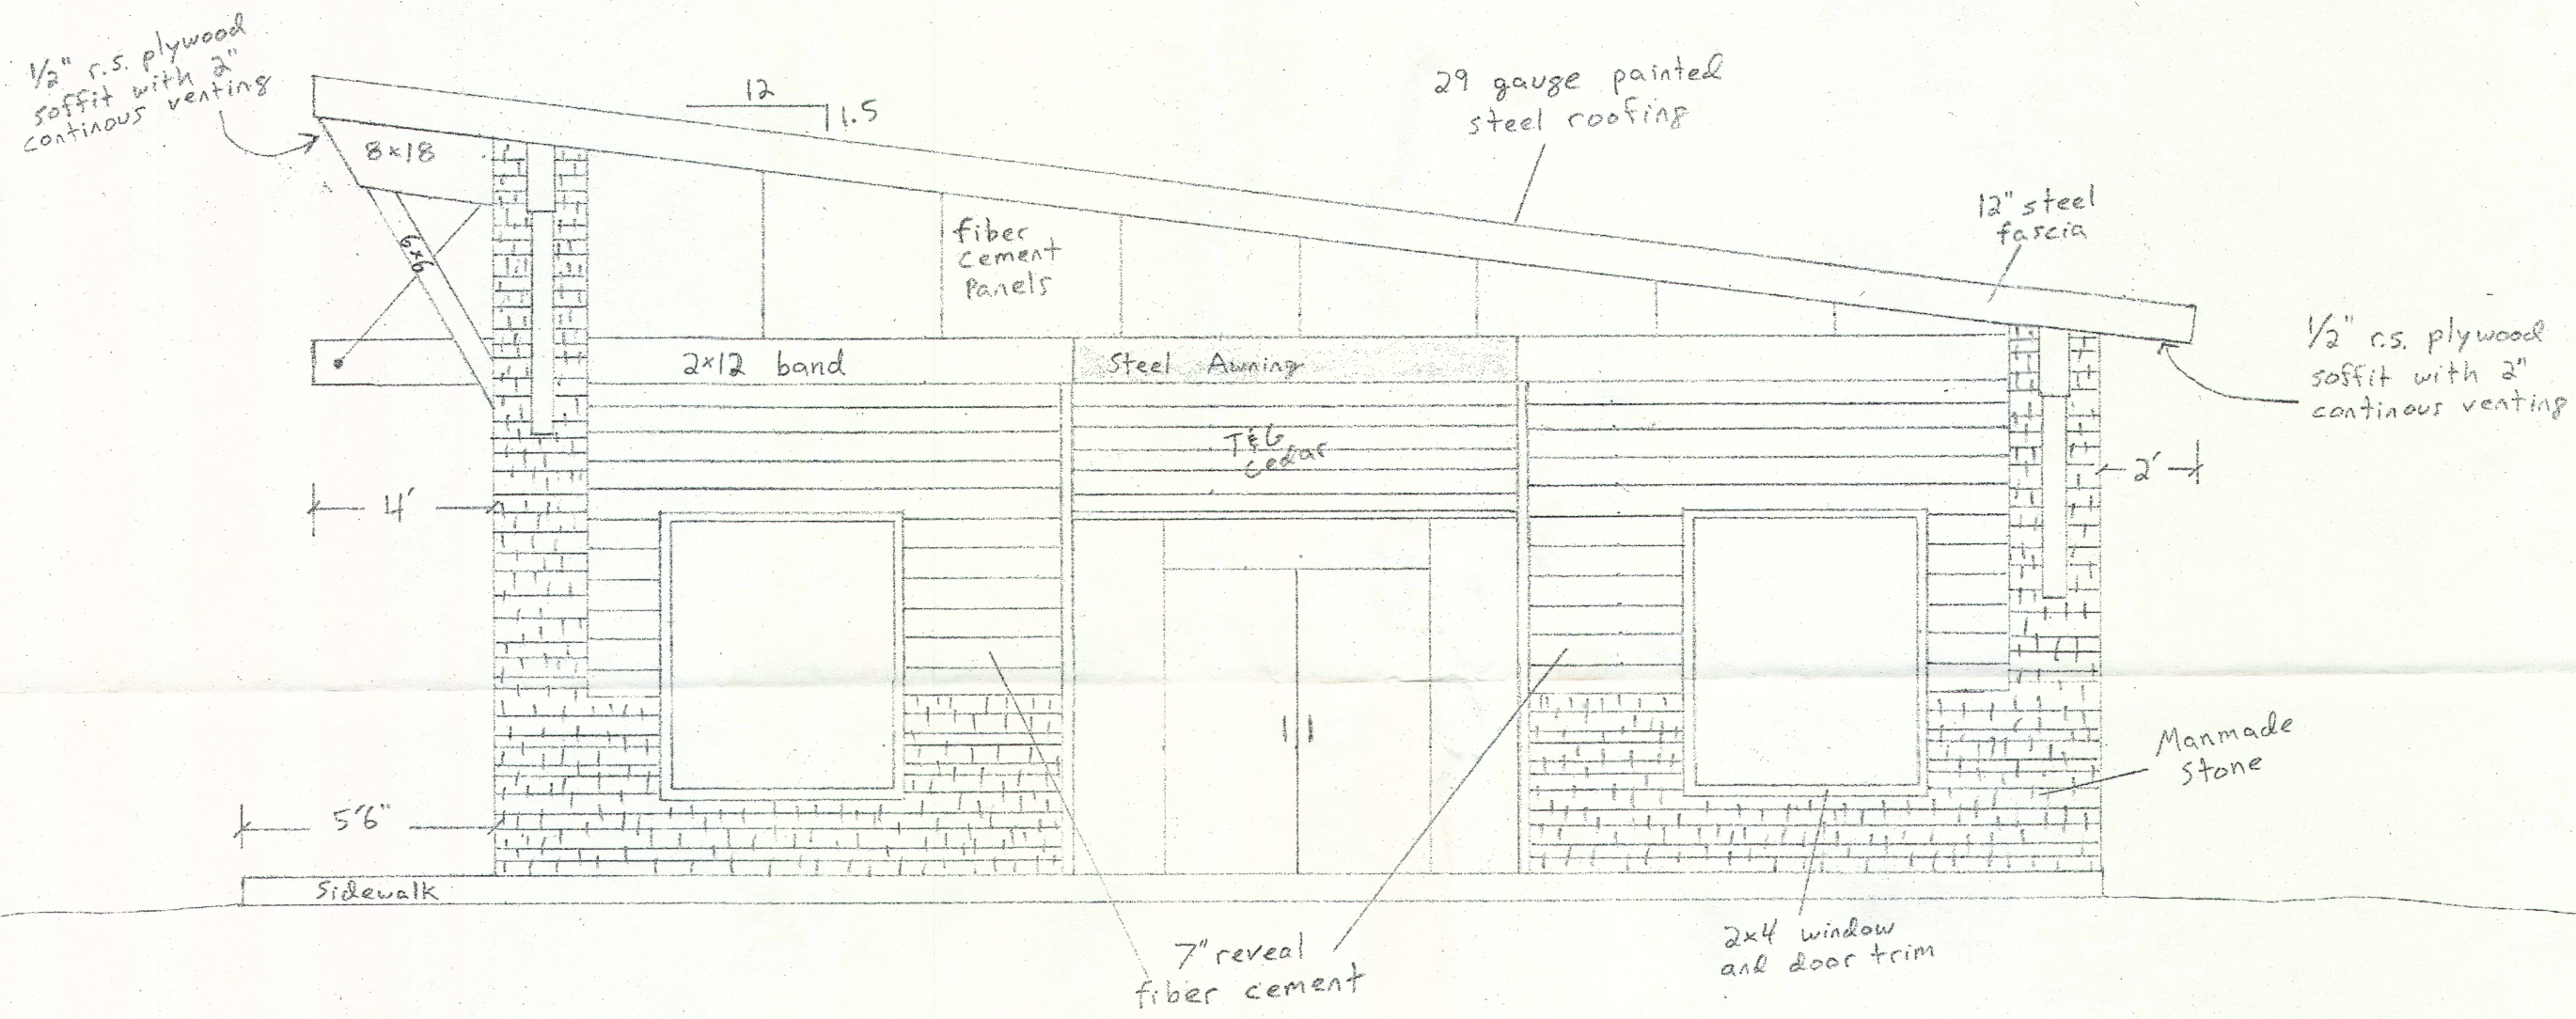 1/2" r.s. plywood
soffit with 2"
continous venting
12
1.5
29 gauge painted
steel roofing
8x18
6x6
12" steel
fascia
fiber
cement
Panels
1/2" r.s. plywood
soffit with 2"
continous venting
2x12 band
Steel Awning
T&G
cedar
4'
2'
Manmade
stone
5'6"
Sidewalk
7" reveal
fiber cement
2x4 window
and door trim